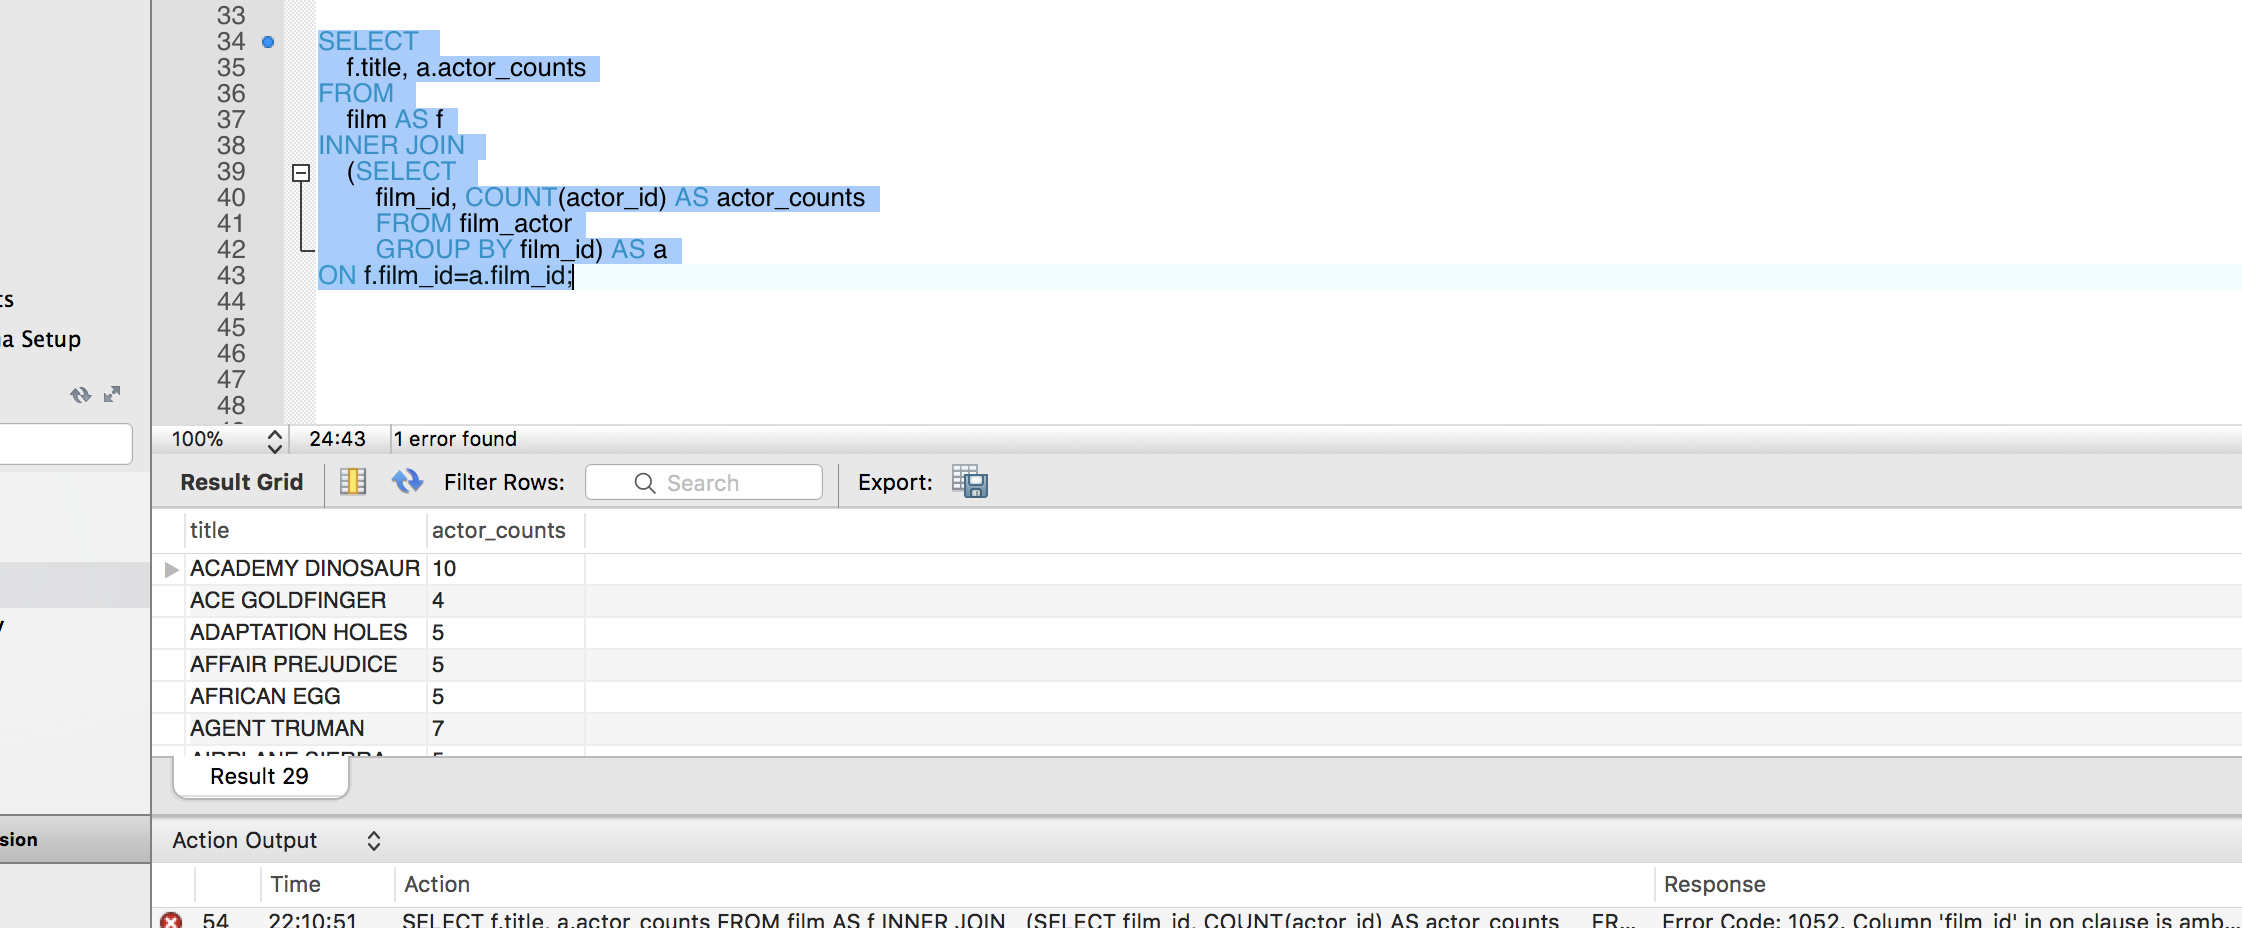 33
34 SELECT
35 f.title, a.actor_counts
36 FROM
37 film AS f
38 INNER JOIN
39 (SELECT
40 film_id, COUNT(actor_id) AS actor_counts
41 FROM film_actor
42 GROUP BY film_id) AS a
43 ON f.film_id=a.film_id;
44
45
46
47
48
ts
a Setup
100% 24:43 1 error found
Result Grid Filter Rows: Search Export:
title actor_counts
ACADEMY DINOSAUR 10
ACE GOLDFINGER 4
ADAPTATION HOLES 5
AFFAIR PREJUDICE 5
AFRICAN EGG 5
AGENT TRUMAN 7
AIRPLANE SIERRA 5
Result 29
sion
Action Output
Time Action Response
54 22:10:51 SELECT f.title, a.actor_counts FROM film AS f INNER JOIN (SELECT film_id, COUNT(actor_id) AS actor_counts FR... Error Code: 1052. Column 'film_id' in on clause is amb...